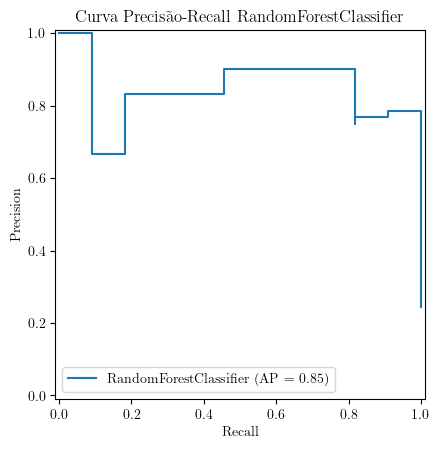 Curva Precisão-Recall RandomForestClassifier
1.0
0.8
0.6
0.4
0.2
0.0
Precision
RandomForestClassifier (AP = 0.85)
0.0 0.2 0.4 0.6 0.8 1.0
Recall